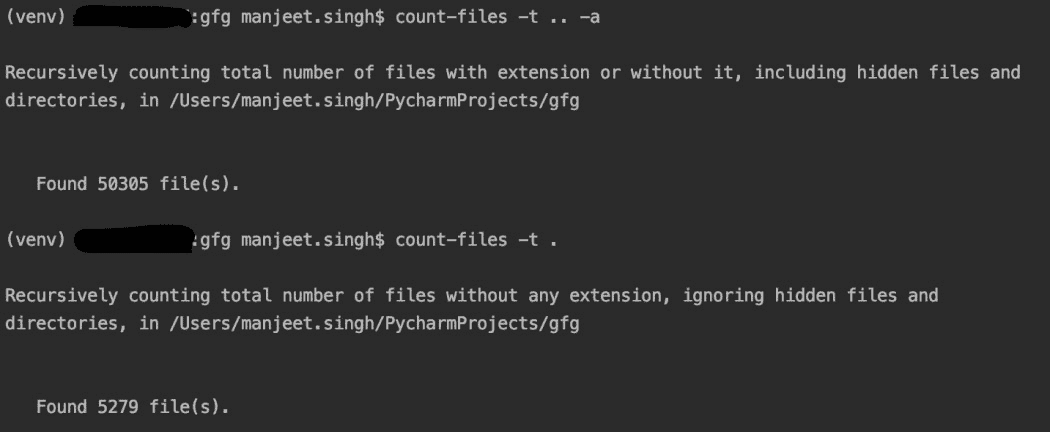 (venv) :gfg manjeet.singh$ count-files -t .. -a
Recursively counting total number of files with extension or without it, including hidden files and
directories, in /Users/manjeet.singh/PycharmProjects/gfg
Found 50305 file(s).
(venv) :gfg manjeet.singh$ count-files -t .
Recursively counting total number of files without any extension, ignoring hidden files and
directories, in /Users/manjeet.singh/PycharmProjects/gfg
Found 5279 file(s).